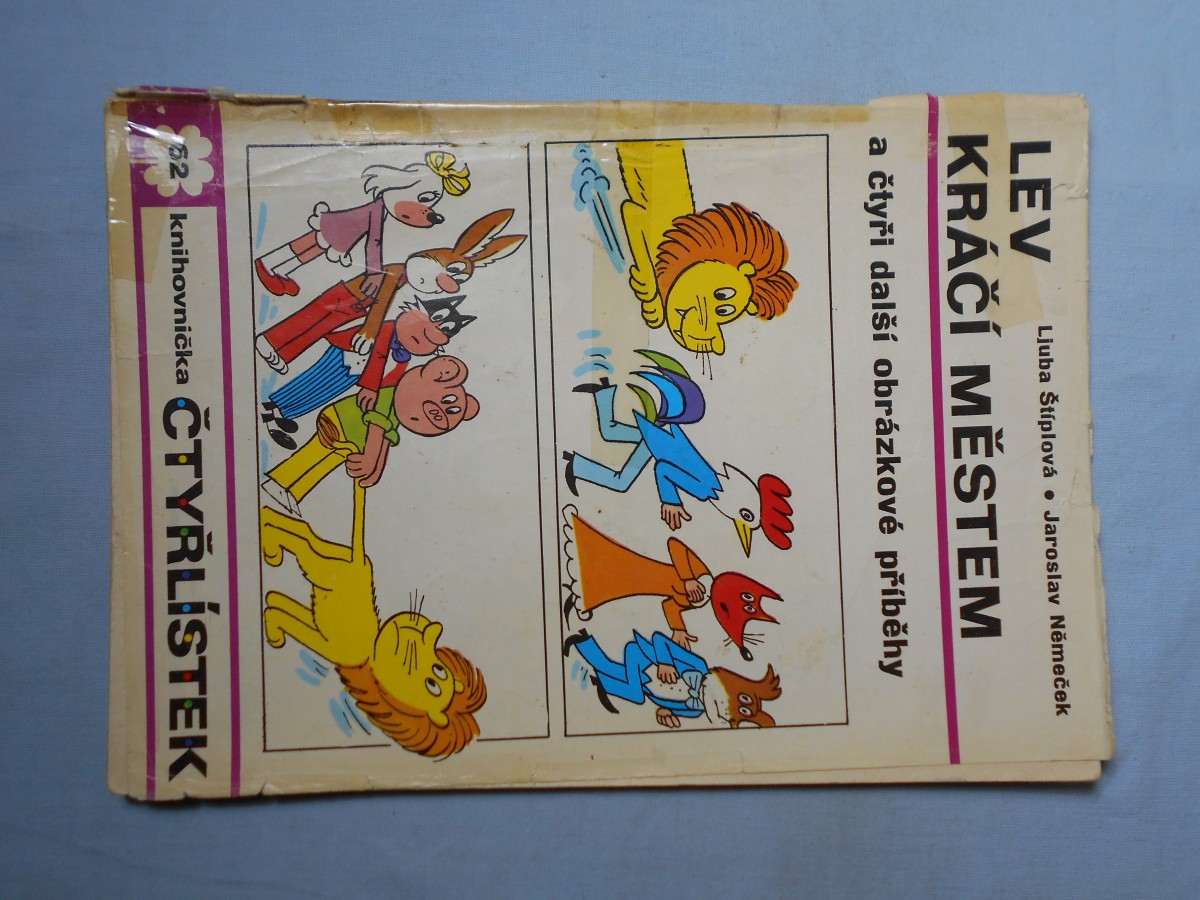 LEV
Ljuba Štíplová • Jaroslav Němeček
KRÁČÍ MĚSTEM
a čtyři další obrázkové příběhy
62
knihovnička ČTYŘLÍSTEK